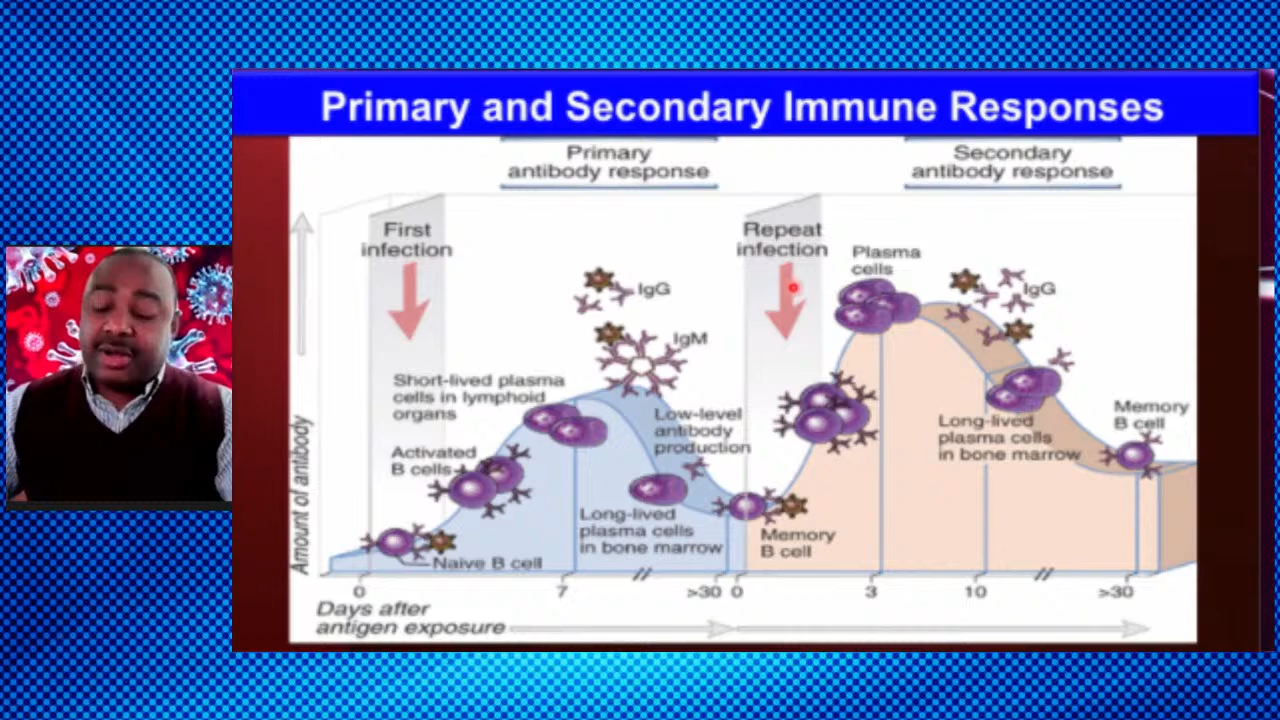 Primary and Secondary Immune Responses
Primary
antibody response
Secondary
antibody response
First
infection
Repeat
infection
Plasma
cells
IgG
IgG
IgM
Short-lived plasma
cells in lymphoid
organs
Low-level
antibody
production
Activated
B cells
Long-lived
plasma cells
in bone marrow
Memory
B cell
Long-lived
plasma cells
in bone marrow
Memory
B cell
Naive B cell
Amount of antibody
0
7
>30
0
3
10
>30
Days after
antigen exposure